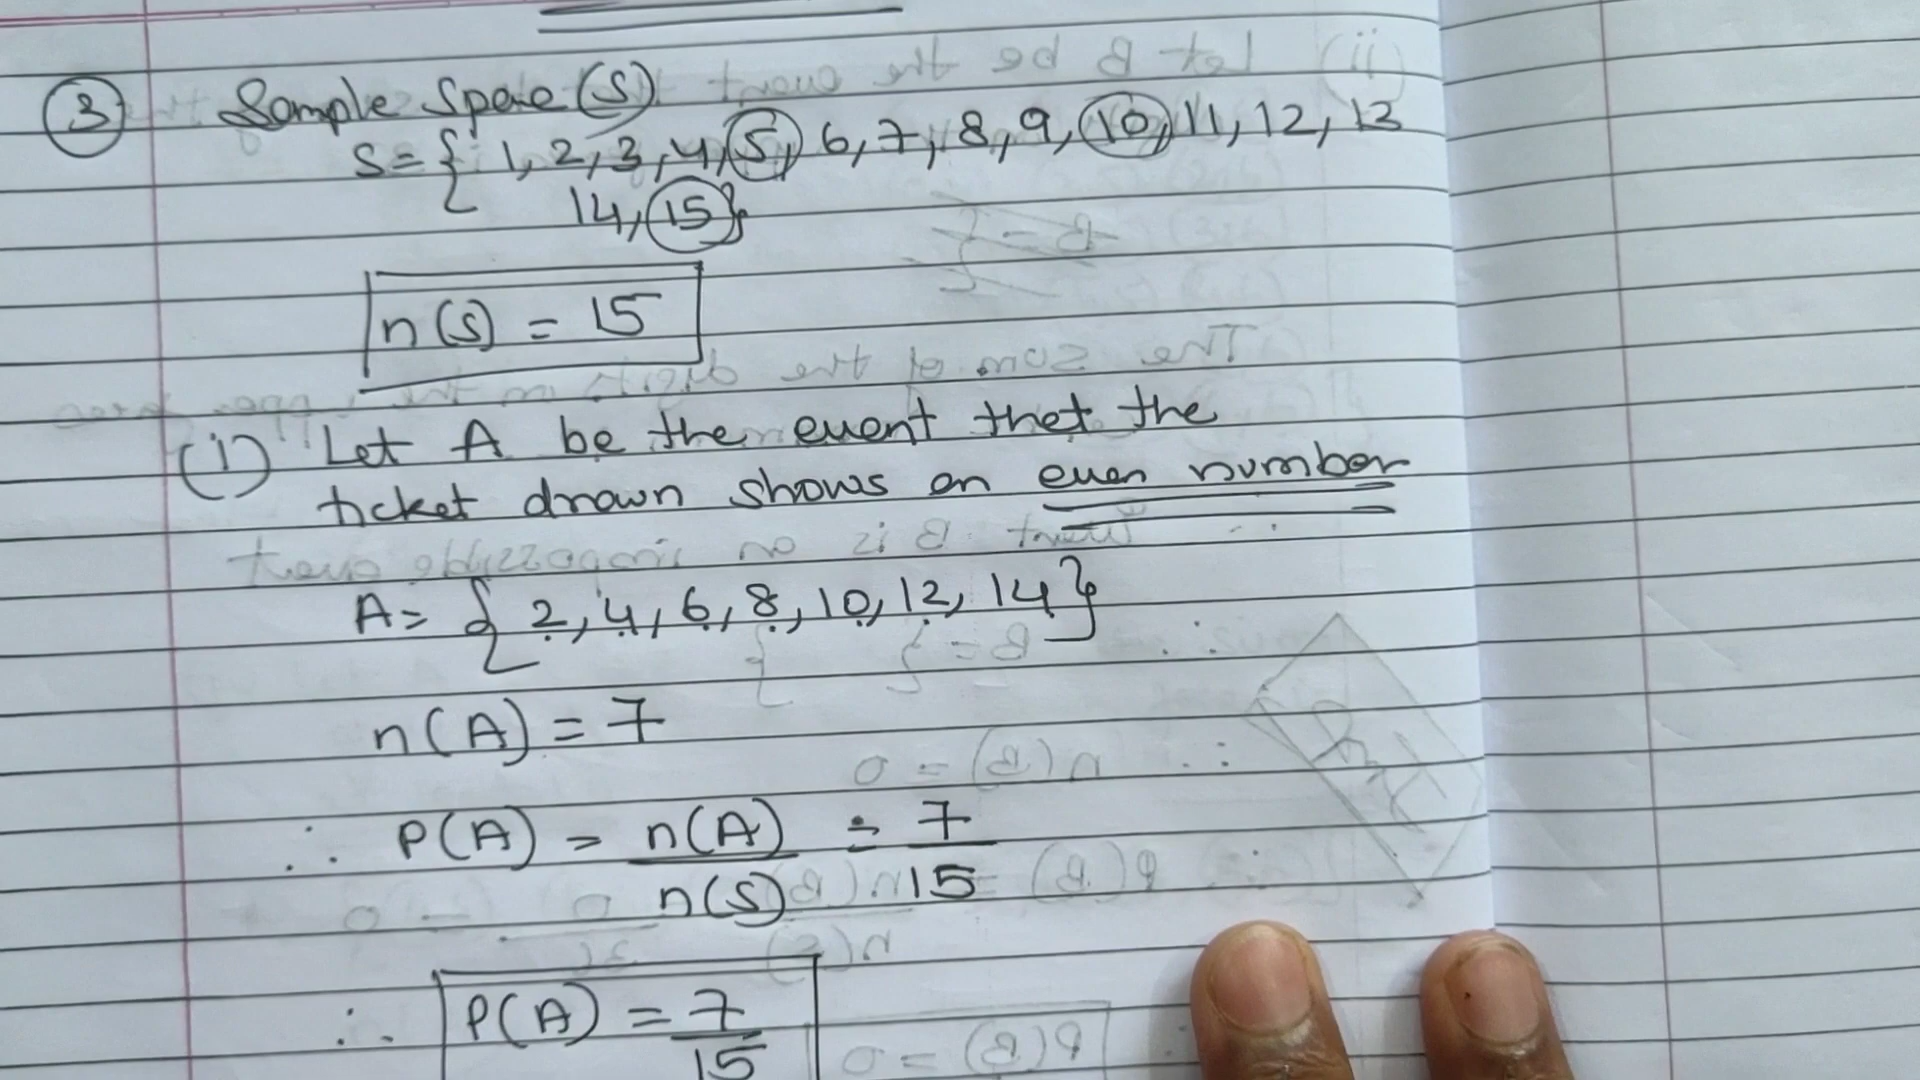 3 Sample Space (S)
S = { 1, 2, 3, 4, 5, 6, 7, 8, 9, 10, 11, 12, 13
14, 15}
n(S) = 15
(i) Let A be the event that the
ticket drawn shows an even number
A = { 2, 4, 6, 8, 10, 12, 14}
n(A) = 7
∴ P(A) = n(A) = 7
n(S) 15
∴ P(A) = 7
15